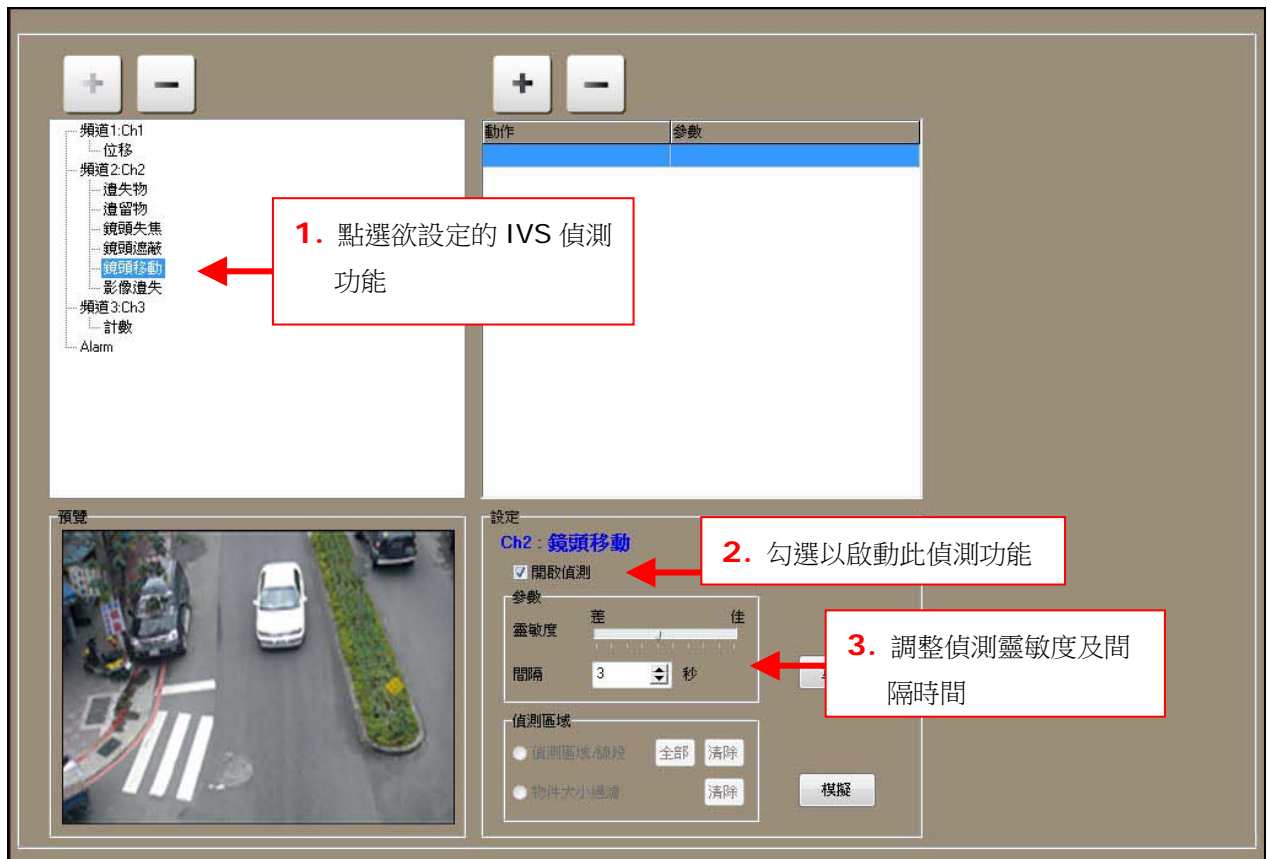 +
−
+
−
頻道1:Ch1
位移
頻道2:Ch2
遺失物
遺留物
鏡頭失焦
鏡頭遮蔽
鏡頭移動
影像遺失
頻道3:Ch3
計數
Alarm
動作 參數
1. 點選欲設定的 IVS 偵測
功能
預覽
設定
Ch2 : 鏡頭移動
開啟偵測
2. 勾選以啟動此偵測功能
參數
差 佳
靈敏度
間隔 3 秒
3. 調整偵測靈敏度及間
隔時間
偵測區域
偵測區域/線段 全部 清除
物件大小過濾 清除
模擬